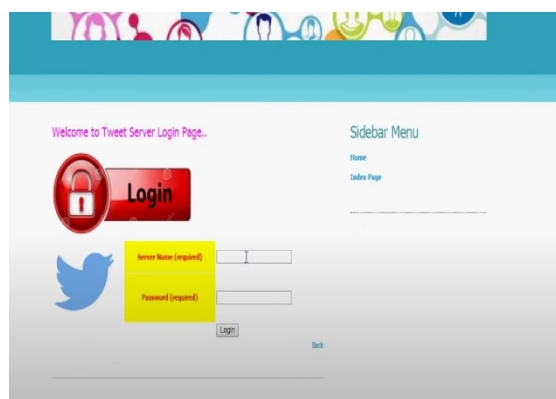 Welcome to Tweet Server Login Page..
Login
Server Name (required)
Password (required)
Login
Back
Sidebar Menu
Home
Index Page